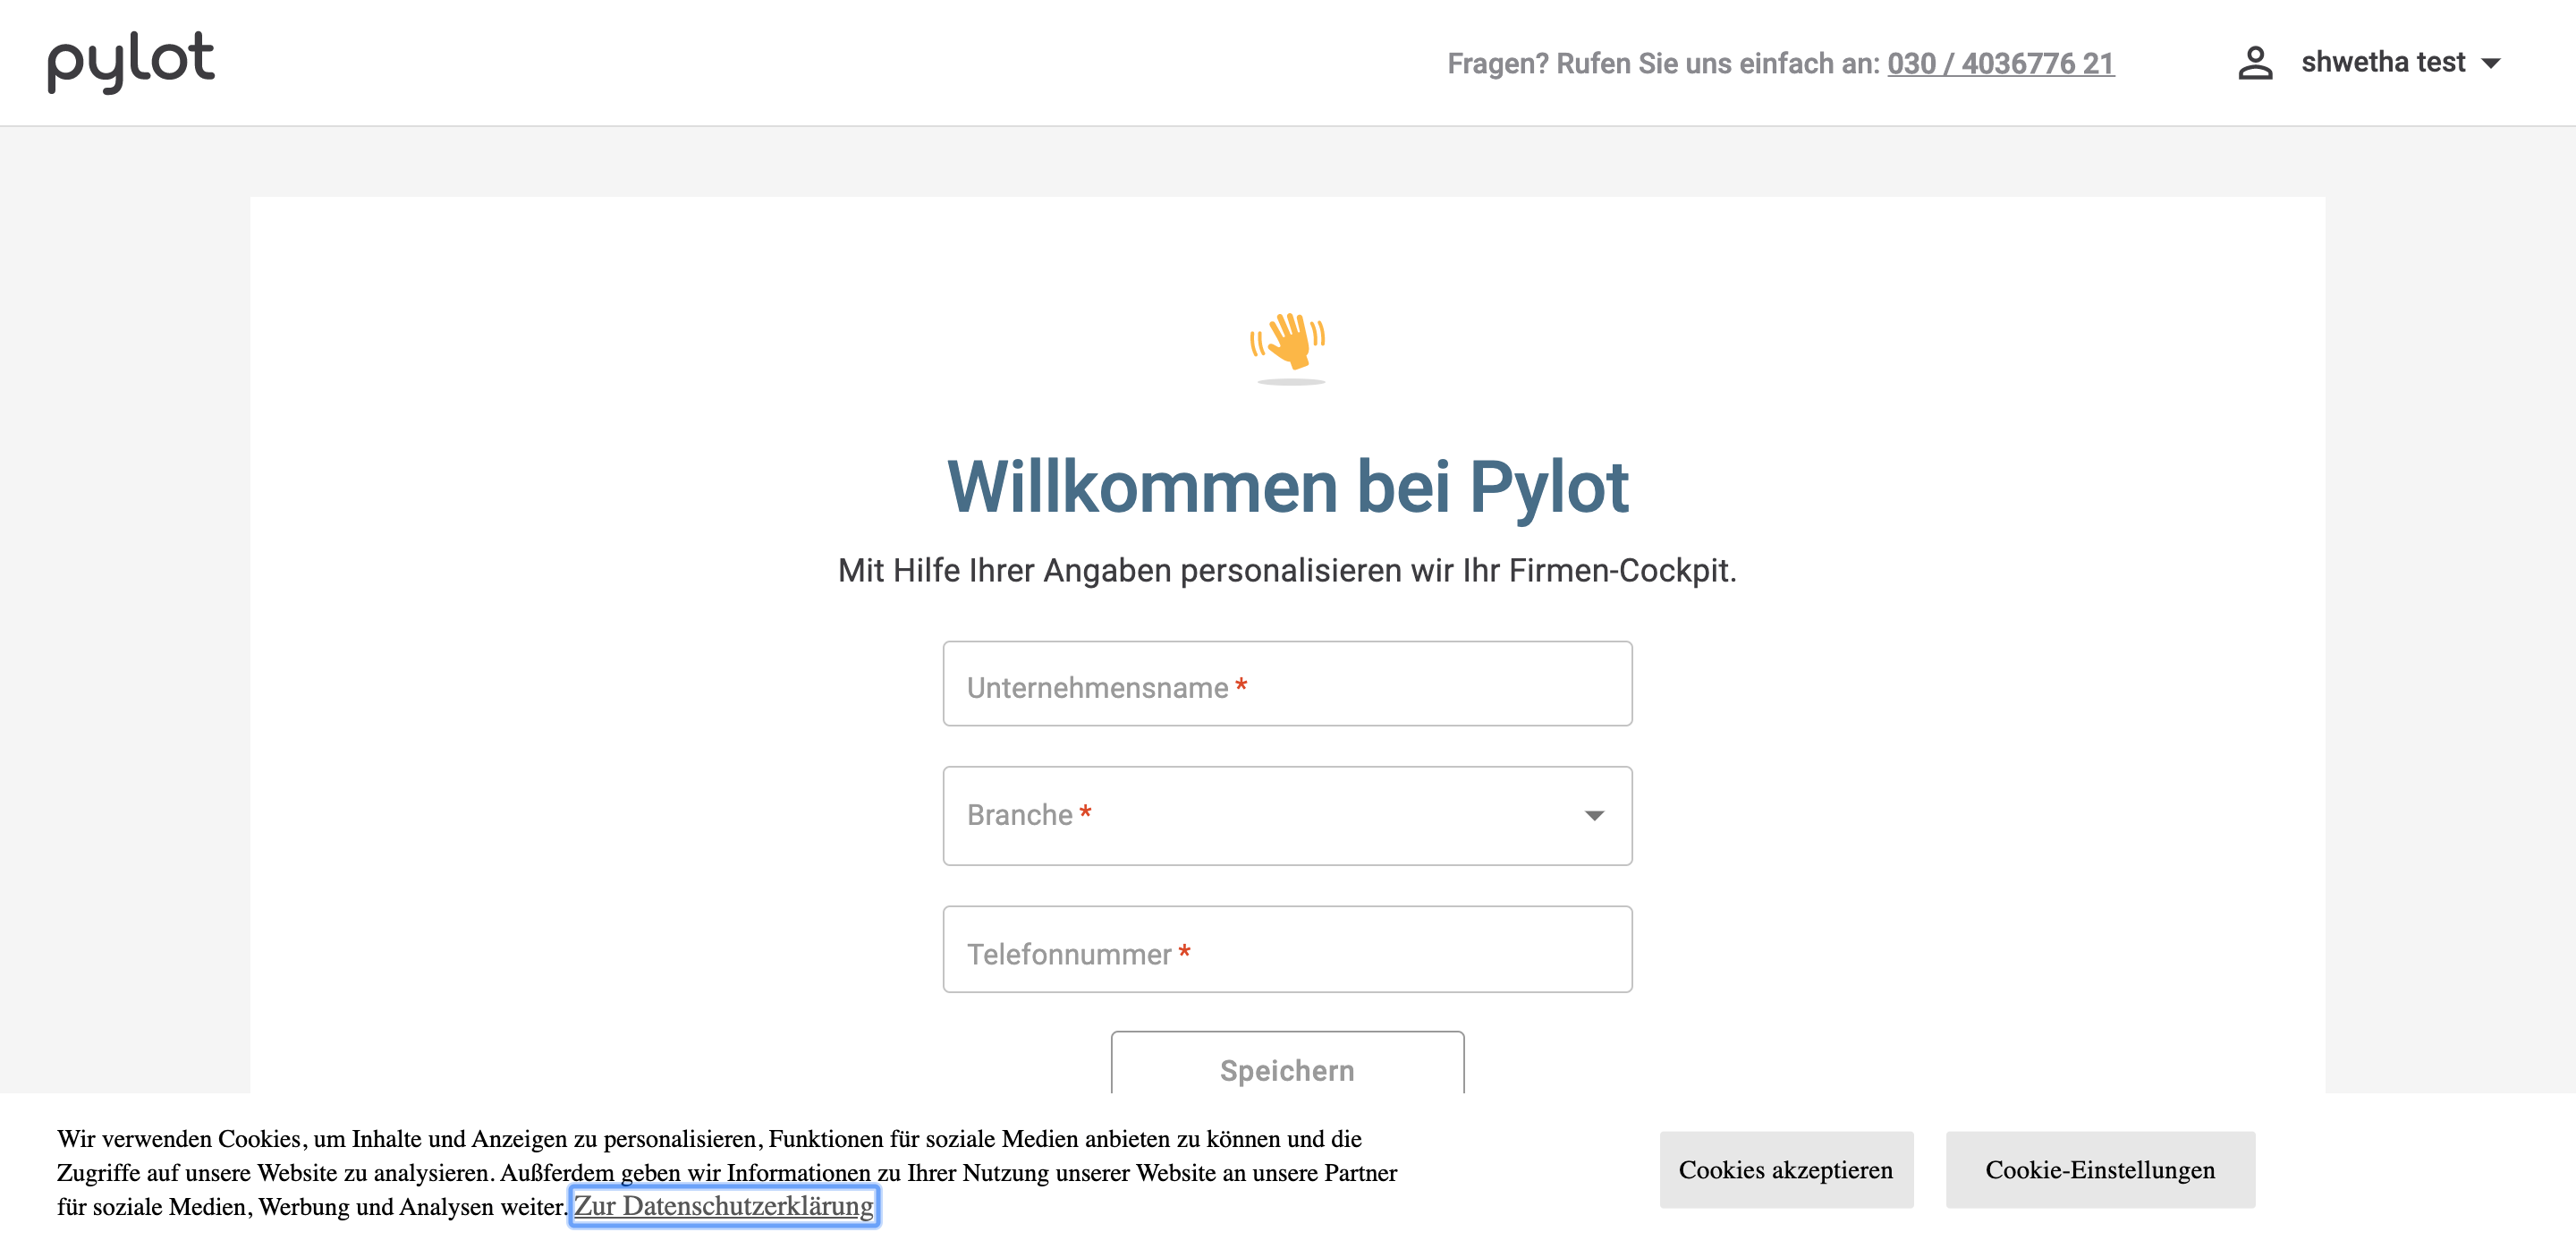 pylot
Fragen? Rufen Sie uns einfach an: 030 / 4036776 21
shwetha test
Willkommen bei Pylot
Mit Hilfe Ihrer Angaben personalisieren wir Ihr Firmen-Cockpit.
Unternehmensname *
Branche *
Telefonnummer *
Speichern
Wir verwenden Cookies, um Inhalte und Anzeigen zu personalisieren, Funktionen für soziale Medien anbieten zu können und die
Zugriffe auf unsere Website zu analysieren. Außferdem geben wir Informationen zu Ihrer Nutzung unserer Website an unsere Partner
für soziale Medien, Werbung und Analysen weiter. Zur Datenschutzerklärung
Cookies akzeptieren
Cookie-Einstellungen